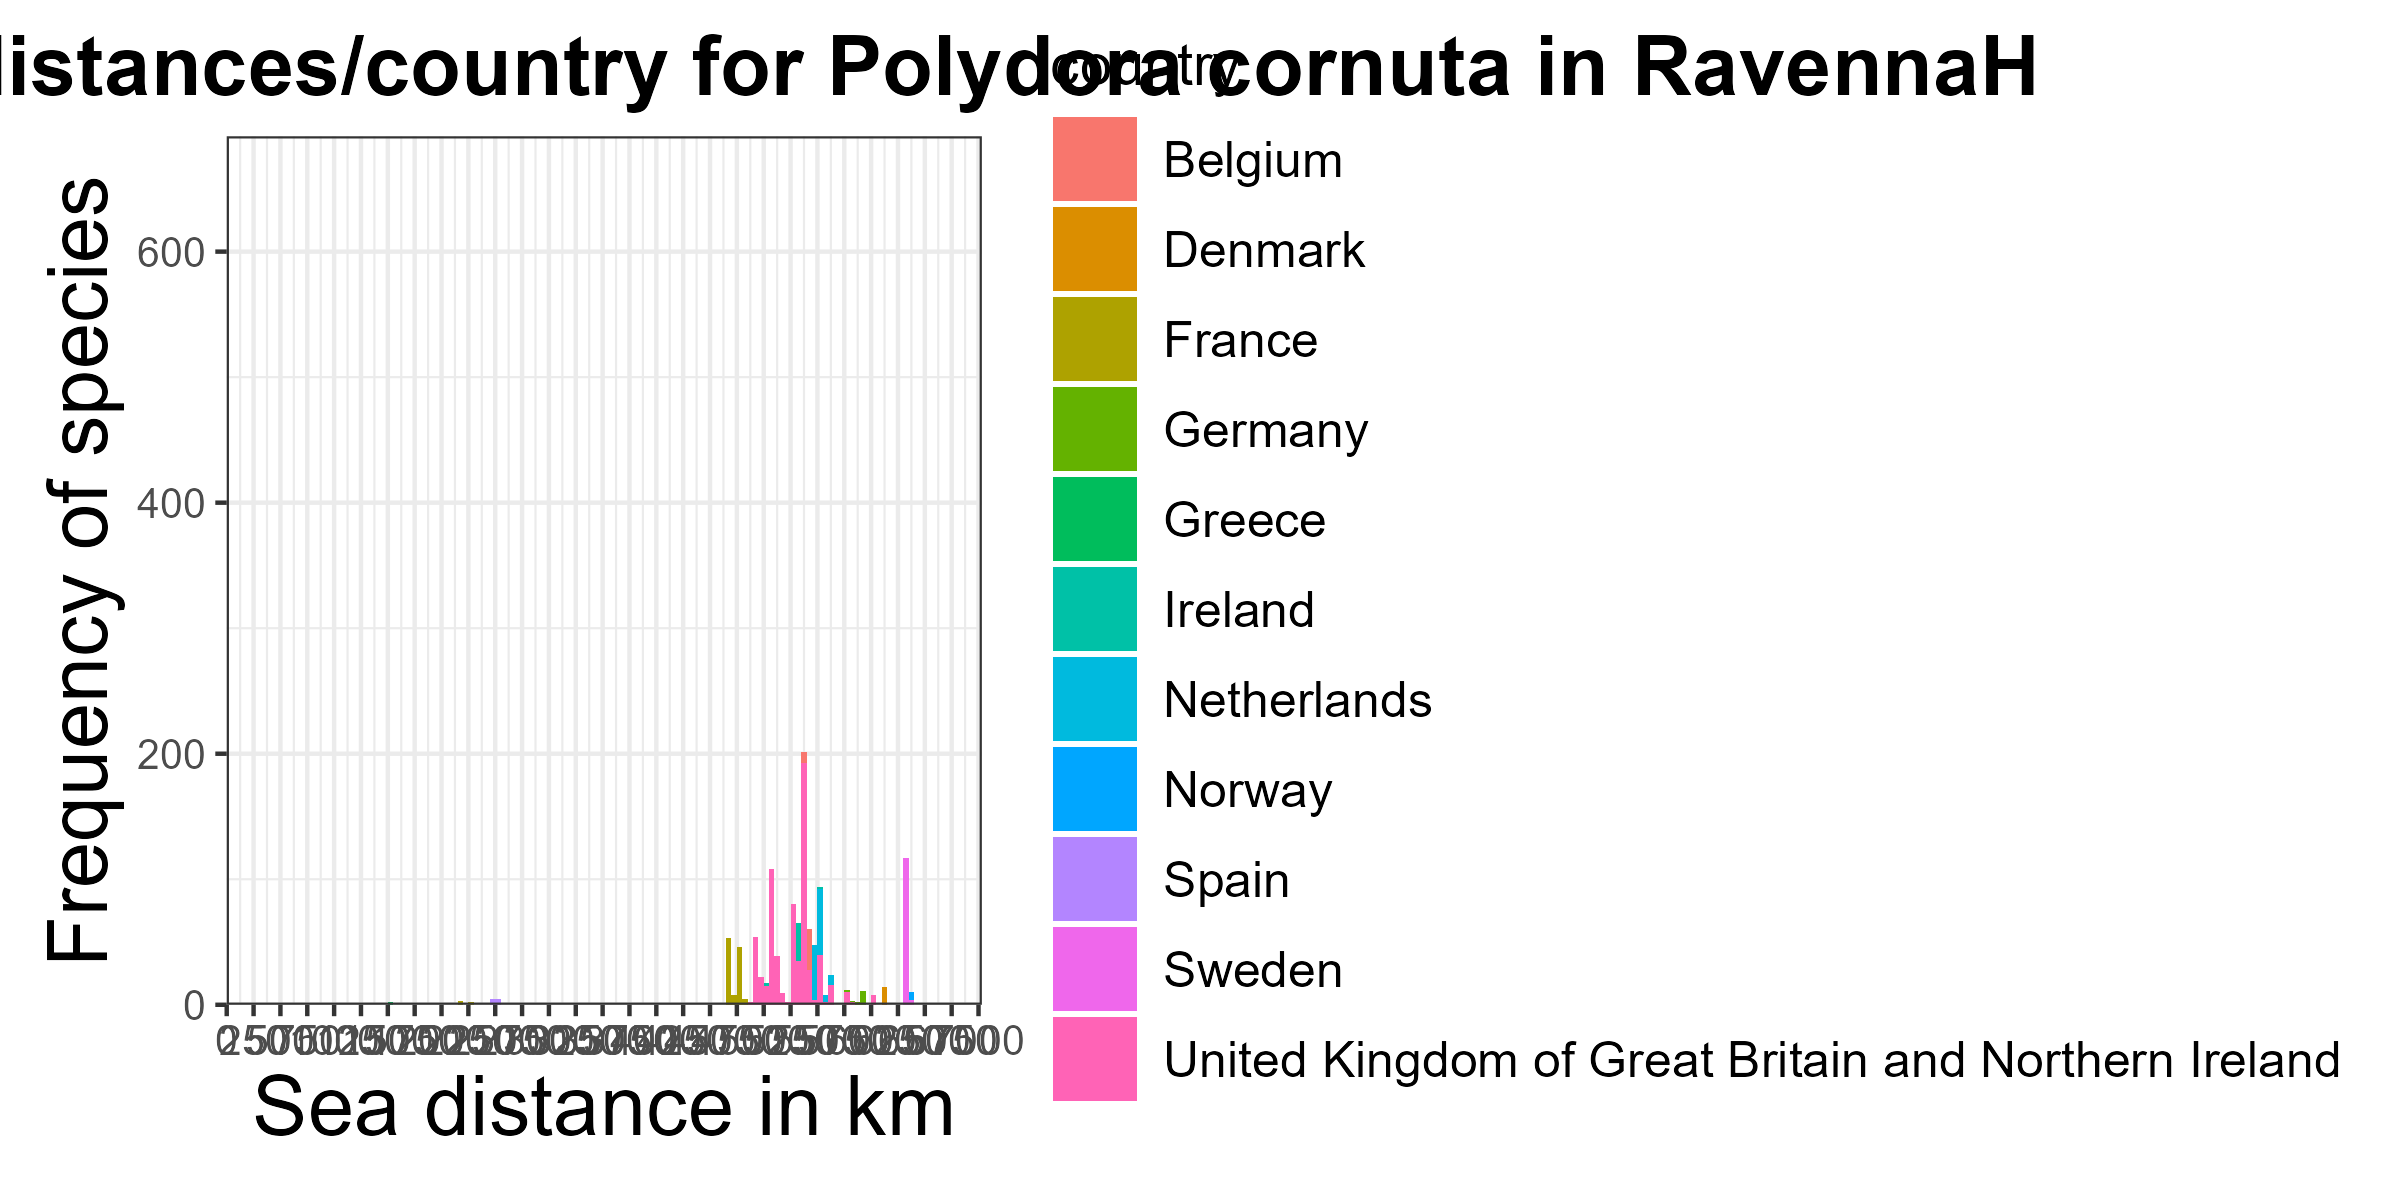 distances/country for Polydora cornuta in RavennaH
country
Belgium
Denmark
France
Germany
Greece
Ireland
Netherlands
Norway
Spain
Sweden
United Kingdom of Great Britain and Northern Ireland
Frequency of species
600
400
200
0
Sea distance in km